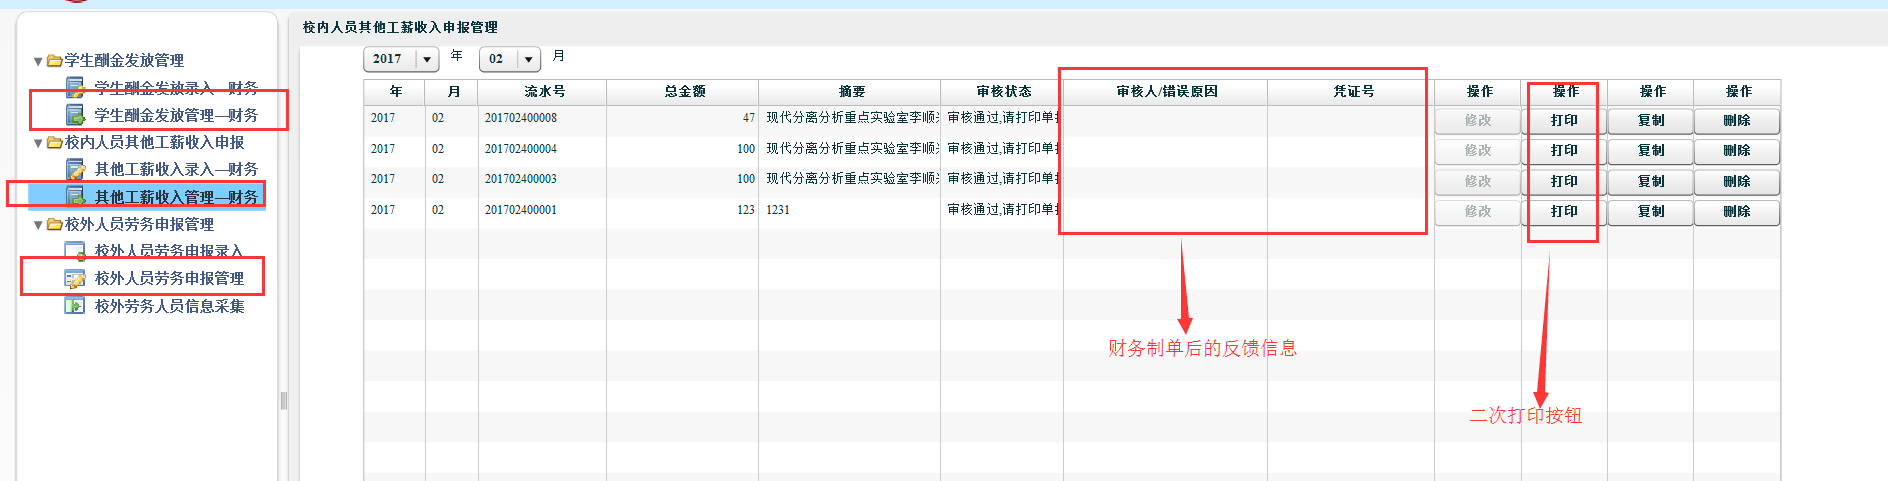 校内人员其他工薪收入申报管理
学生酬金发放管理
学生酬金发放录入—财务
学生酬金发放管理—财务
校内人员其他工薪收入申报
其他工薪收入录入—财务
其他工薪收入管理—财务
校外人员劳务申报管理
校外人员劳务申报录入
校外人员劳务申报管理
校外劳务人员信息采集
2017 年 02 月
年 月 流水号 总金额 摘要 审核状态 审核人/错误原因 凭证号 操作 操作 操作 操作
2017 02 201702400008 47 现代分离分析重点实验室李顺 审核通过,请打印单 修改 打印 复制 删除
2017 02 201702400004 100 现代分离分析重点实验室李顺 审核通过,请打印单 修改 打印 复制 删除
2017 02 201702400003 100 现代分离分析重点实验室李顺 审核通过,请打印单 修改 打印 复制 删除
2017 02 201702400001 123 1231 审核通过,请打印单 修改 打印 复制 删除
财务制单后的反馈信息
二次打印按钮